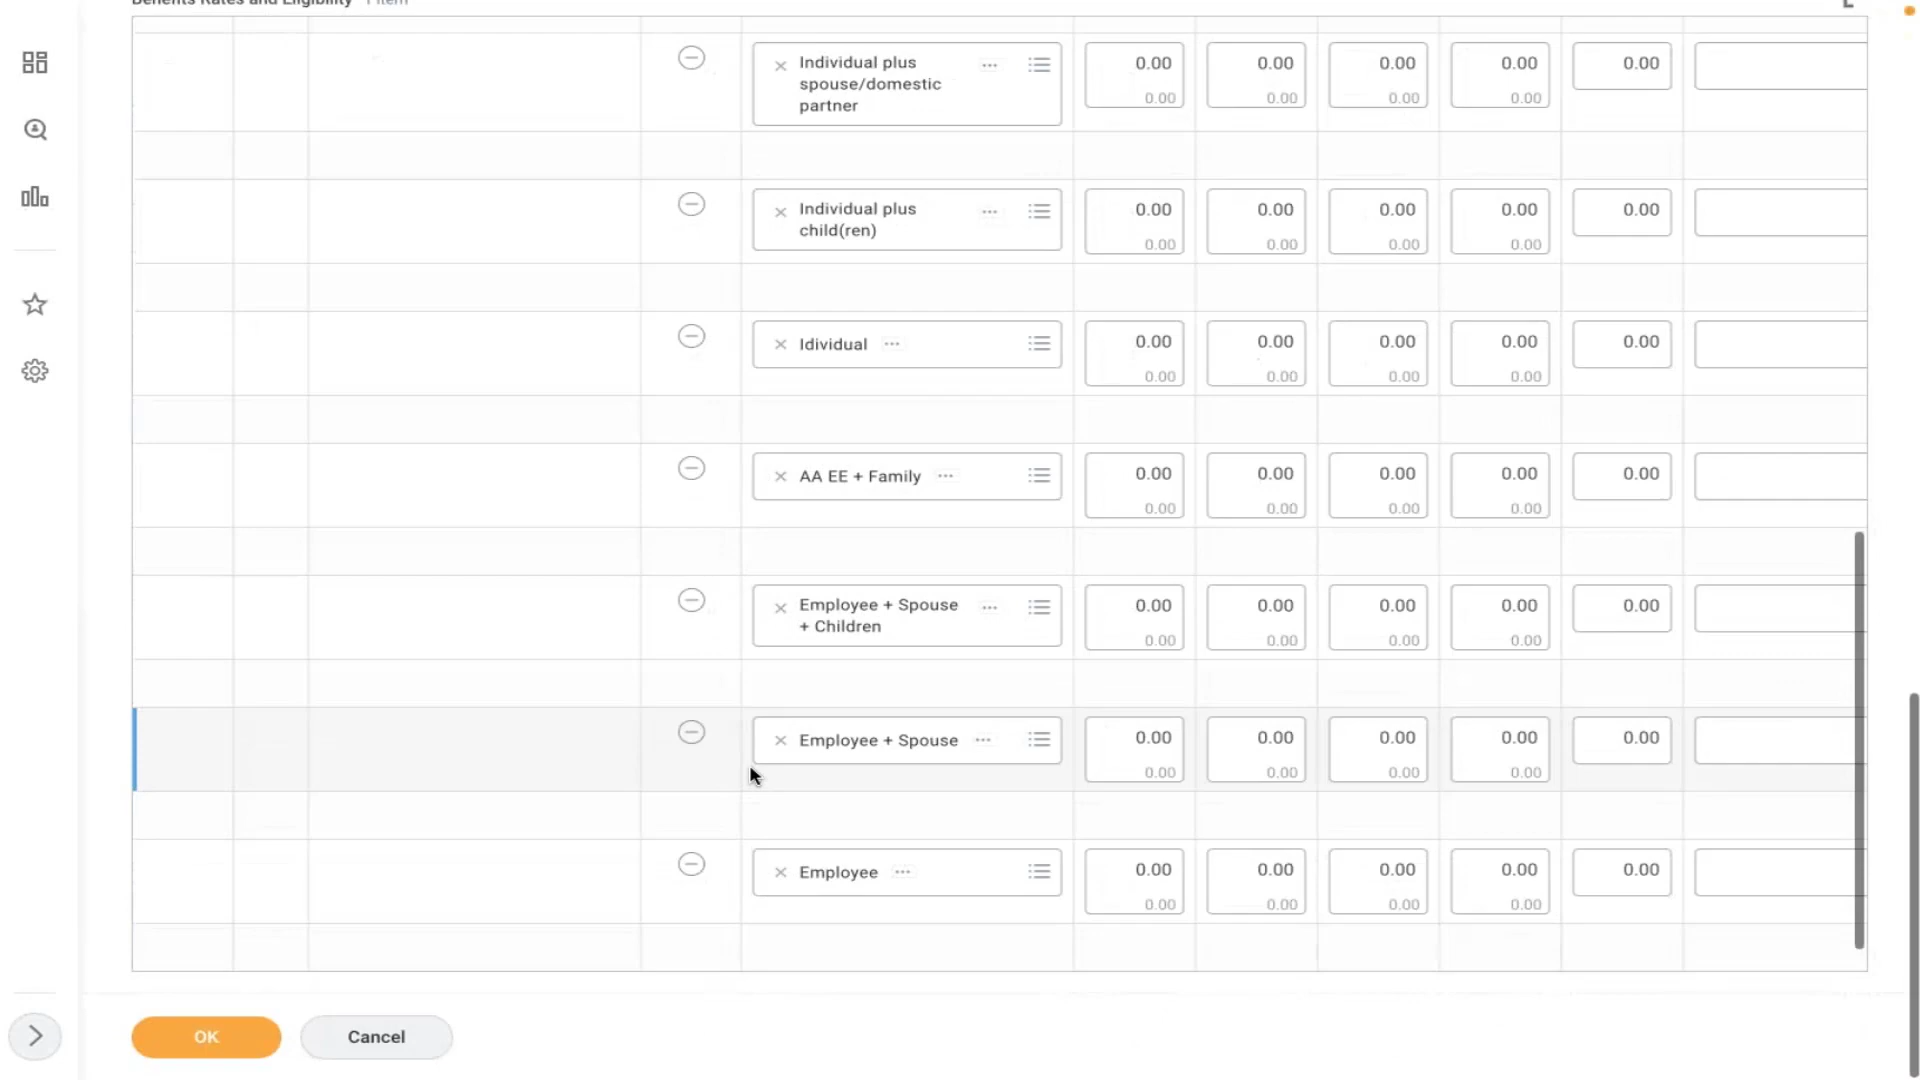 Benefits Rates and Eligibility 1 item
Individual plus
spouse/domestic
partner
0.00 0.00 0.00 0.00 0.00
0.00 0.00 0.00 0.00
Individual plus
child(ren)
0.00 0.00 0.00 0.00 0.00
0.00 0.00 0.00 0.00
Idividual
0.00 0.00 0.00 0.00 0.00
0.00 0.00 0.00 0.00
AA EE + Family
0.00 0.00 0.00 0.00 0.00
0.00 0.00 0.00 0.00
Employee + Spouse
+ Children
0.00 0.00 0.00 0.00 0.00
0.00 0.00 0.00 0.00
Employee + Spouse
0.00 0.00 0.00 0.00 0.00
0.00 0.00 0.00 0.00
Employee
0.00 0.00 0.00 0.00 0.00
0.00 0.00 0.00 0.00
OK Cancel